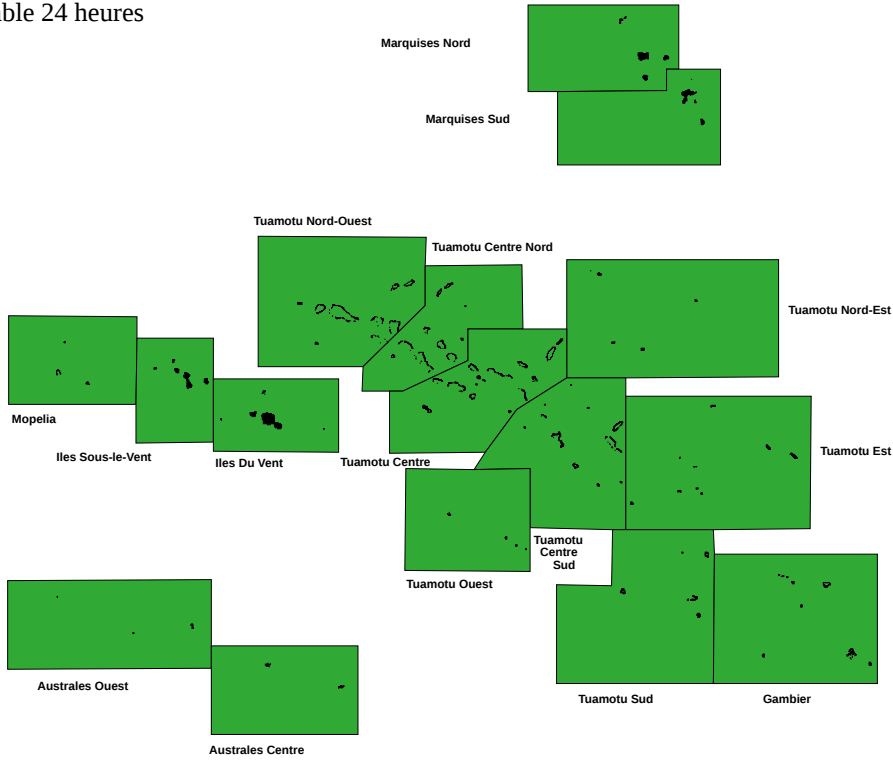 24 heures
Marquises Nord
Marquises Sud
Tuamotu Nord-Ouest
Tuamotu Centre Nord
Tuamotu Nord-Est
Mopelia
Iles Sous-le-Vent
Iles Du Vent
Tuamotu Centre
Tuamotu Est
Tuamotu
Centre
Sud
Tuamotu Ouest
Australes Ouest
Tuamotu Sud
Gambier
Australes Centre